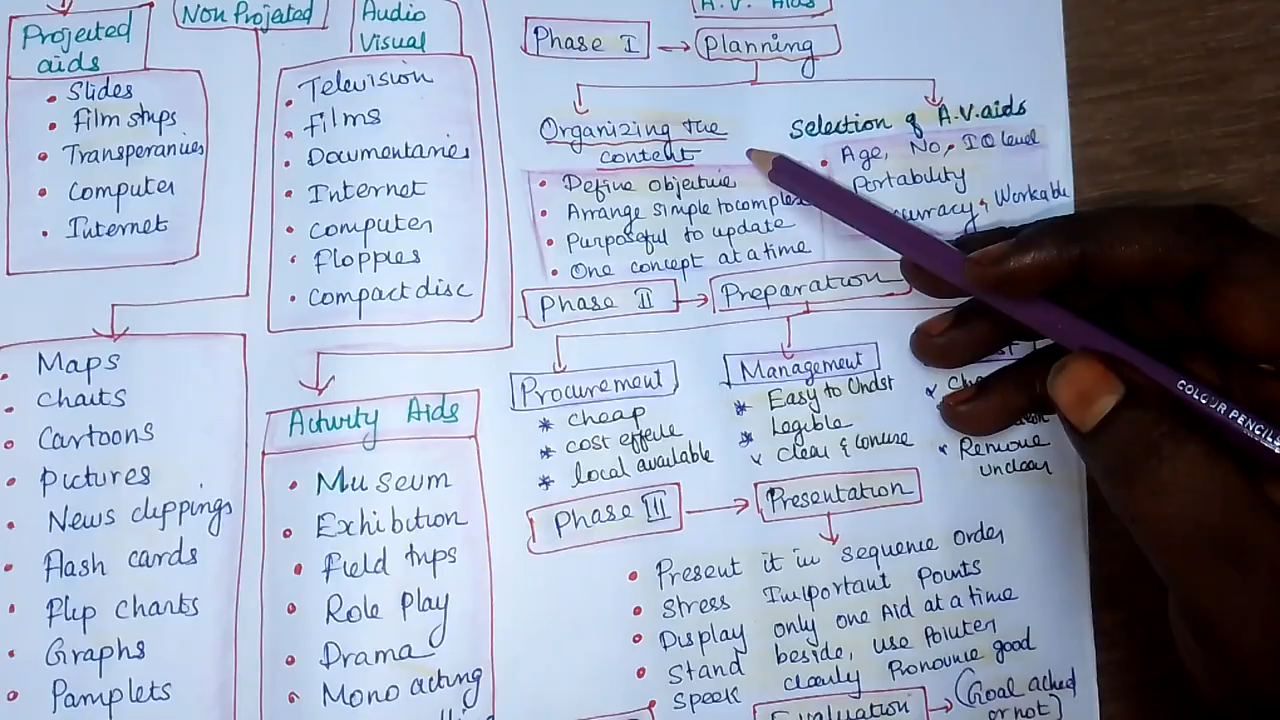 Projected
aids
Slides
Film strips
Transperancies
Computer
Internet
Non Projated
Maps
Charts
Cartoons
Pictures
News clippings
Flash cards
Flip charts
Graphs
Pamplets
Audio
Visual
Television
Films
Documentaries
Internet
Computer
Floppies
Compact disc
Activity Aids
Museum
Exhibition
Field trips
Role play
Drama
Mono acting
A.V. Aids
Phase I → Planning
Organizing the
content
Define objective
Arrange simple to complex
Purposeful to update
One concept at a time
Selection of A.V. aids
Age, No, IQ level
Portability
Workable
Phase II → Preparation
Procurement
* cheap
* cost effective
* local available
Management
* Easy to Undst
* Lagible
x Clear & Concise
x Remove
unclear
Phase III → Presentation
Present it in sequence order
Stress Important Points
Display only one Aid at a time
Stand beside, use Pointer
Speek clearly Pronounce good
Evaluation → (Goal ached
or not)